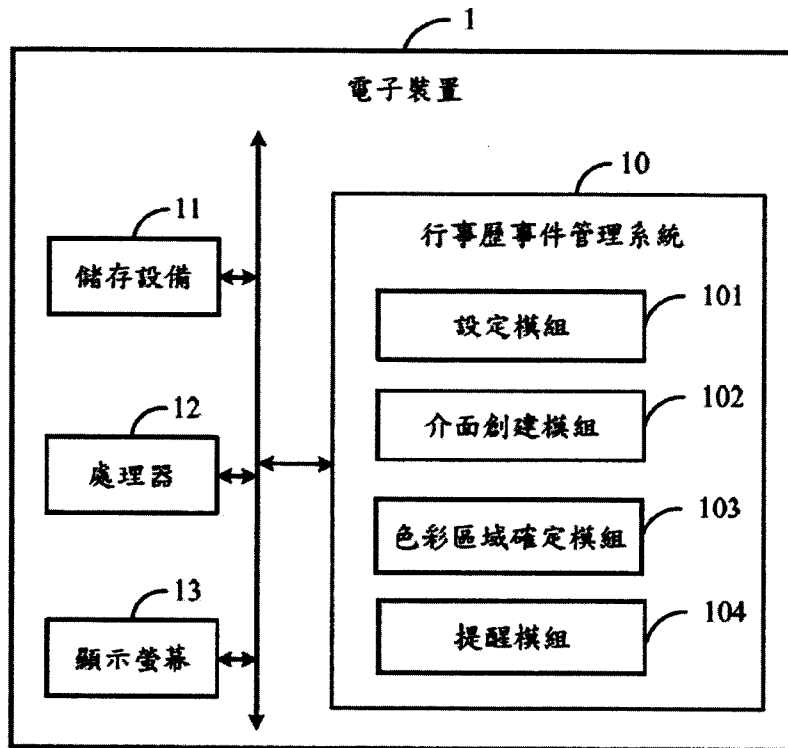 1
電子裝置
10
行事歷事件管理系統
11
儲存設備
101
設定模組
102
介面創建模組
12
處理器
103
色彩區域確定模組
13
顯示螢幕
104
提醒模組